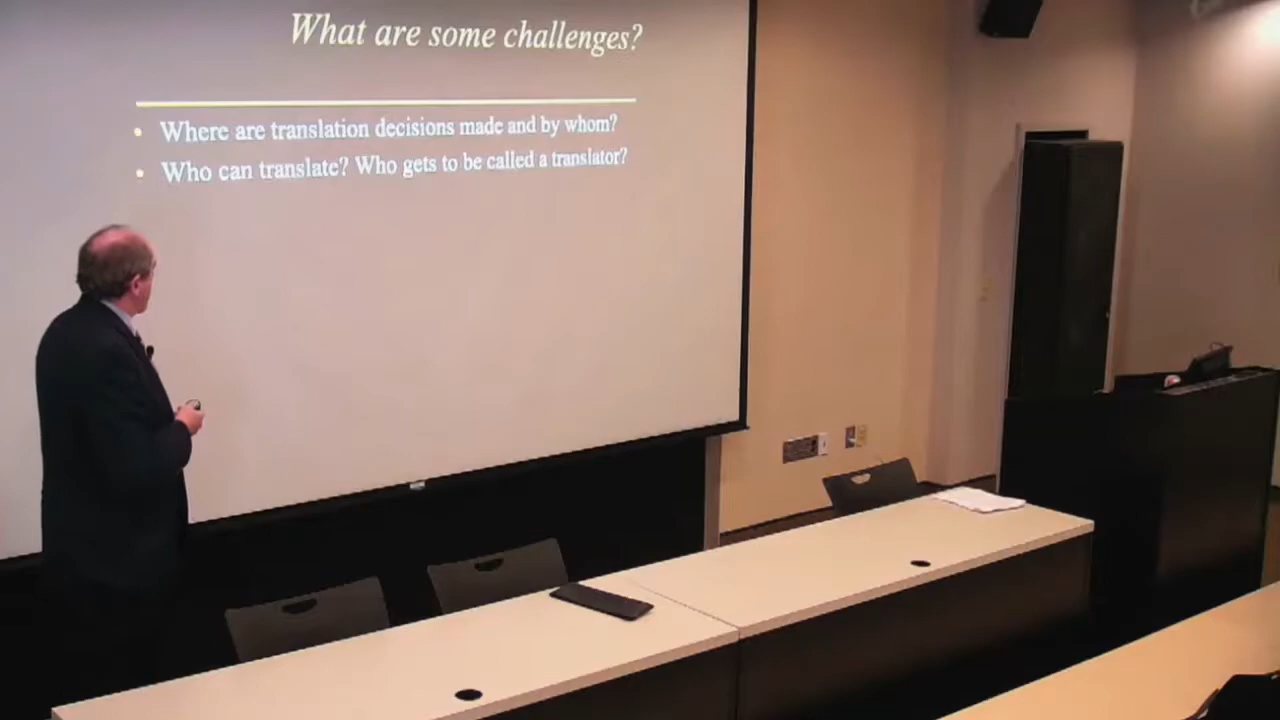 What are some challenges?
• Where are translation decisions made and by whom?
• Who can translate? Who gets to be called a translator?